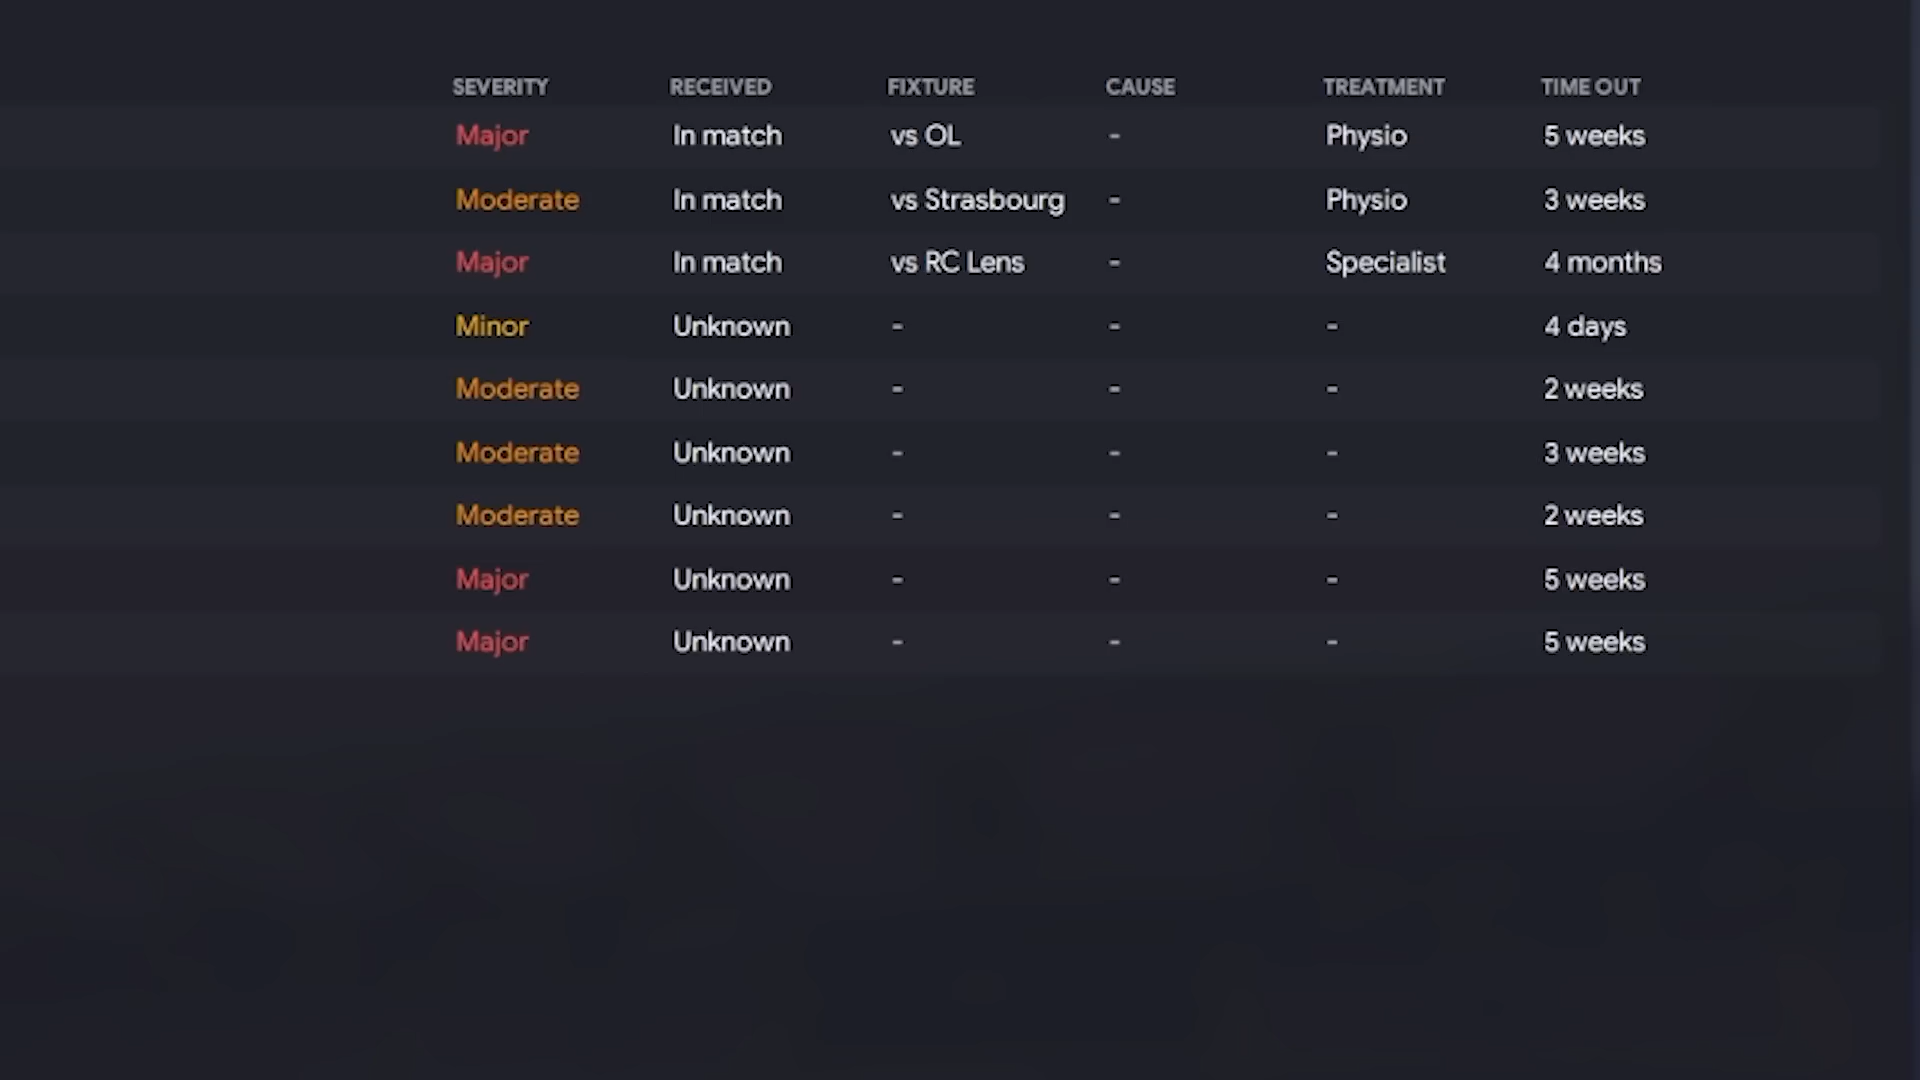 SEVERITY RECEIVED FIXTURE CAUSE TREATMENT TIME OUT
Major In match vs OL - Physio 5 weeks
Moderate In match vs Strasbourg - Physio 3 weeks
Major In match vs RC Lens - Specialist 4 months
Minor Unknown - - - 4 days
Moderate Unknown - - - 2 weeks
Moderate Unknown - - - 3 weeks
Moderate Unknown - - - 2 weeks
Major Unknown - - - 5 weeks
Major Unknown - - - 5 weeks